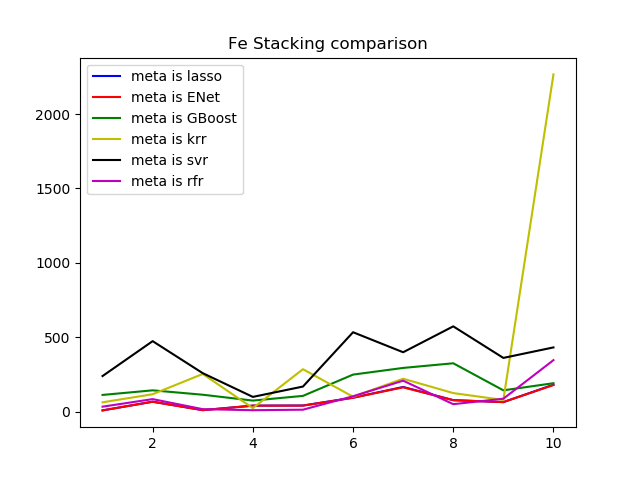 Fe Stacking comparison
meta is lasso
meta is ENet
meta is GBoost
meta is krr
meta is svr
meta is rfr
2000
1500
1000
500
0
2 4 6 8 10